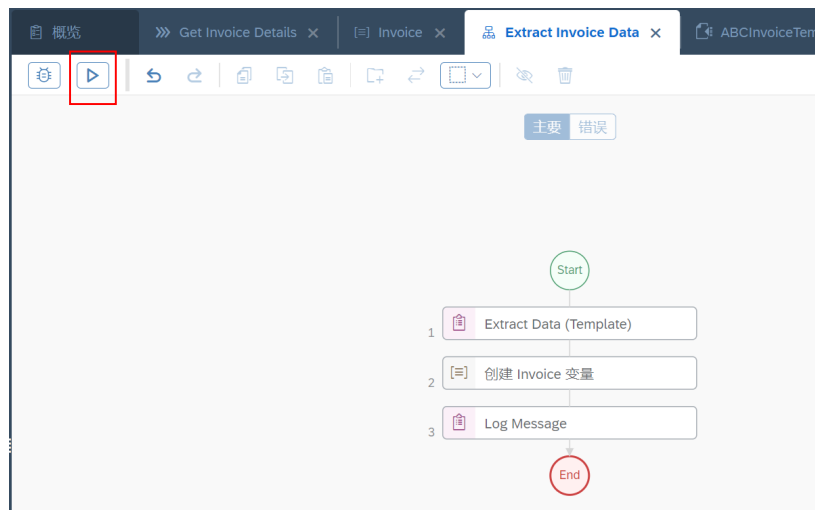 概览
Get Invoice Details
Invoice
Extract Invoice Data
ABCInvoiceTem
主要 错误
Start
1 Extract Data (Template)
2 创建 Invoice 变量
3 Log Message
End